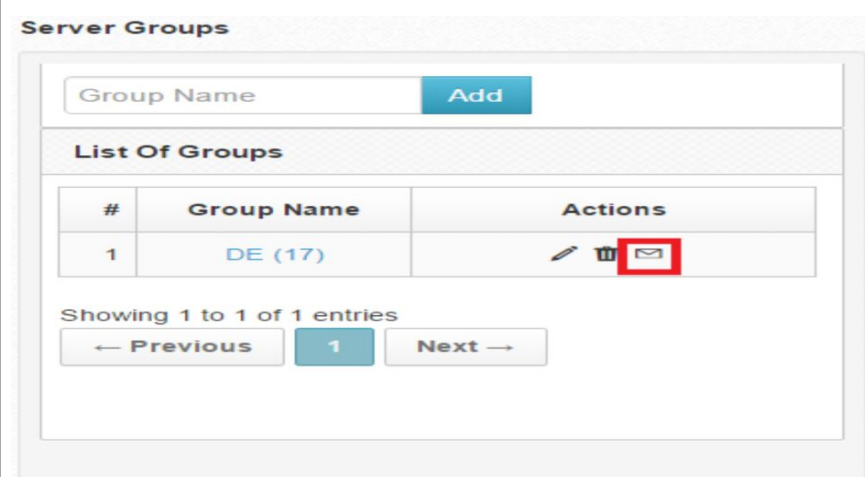 Server Groups
Group Name Add
List Of Groups
# Group Name Actions
1 DE (17)
Showing 1 to 1 of 1 entries
← Previous 1 Next →